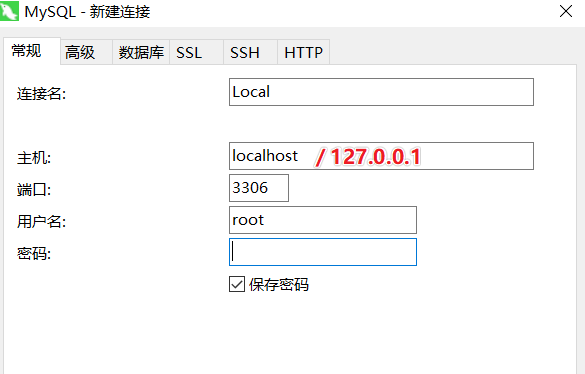 MySQL - 新建连接
常规 高级 数据库 SSL SSH HTTP
连接名: Local
主机: localhost / 127.0.0.1
端口: 3306
用户名: root
密码:
保存密码